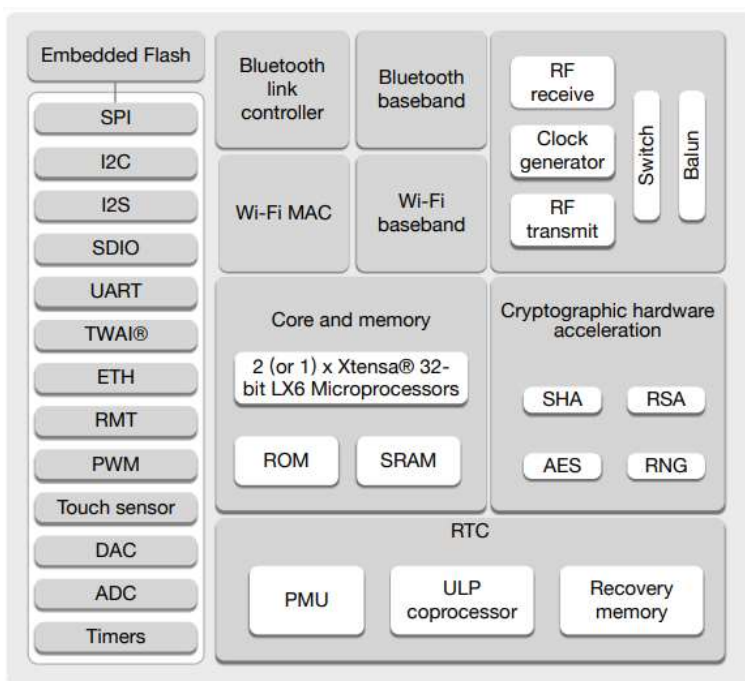 Embedded Flash
SPI
I2C
I2S
SDIO
UART
TWAI®
ETH
RMT
PWM
Touch sensor
DAC
ADC
Timers
Bluetooth
link
controller
Bluetooth
baseband
Wi-Fi MAC
Wi-Fi
baseband
RF
receive
Clock
generator
RF
transmit
Switch
Balun
Core and memory
2 (or 1) x Xtensa® 32-
bit LX6 Microprocessors
ROM
SRAM
Cryptographic hardware
acceleration
SHA
RSA
AES
RNG
RTC
PMU
ULP
coprocessor
Recovery
memory